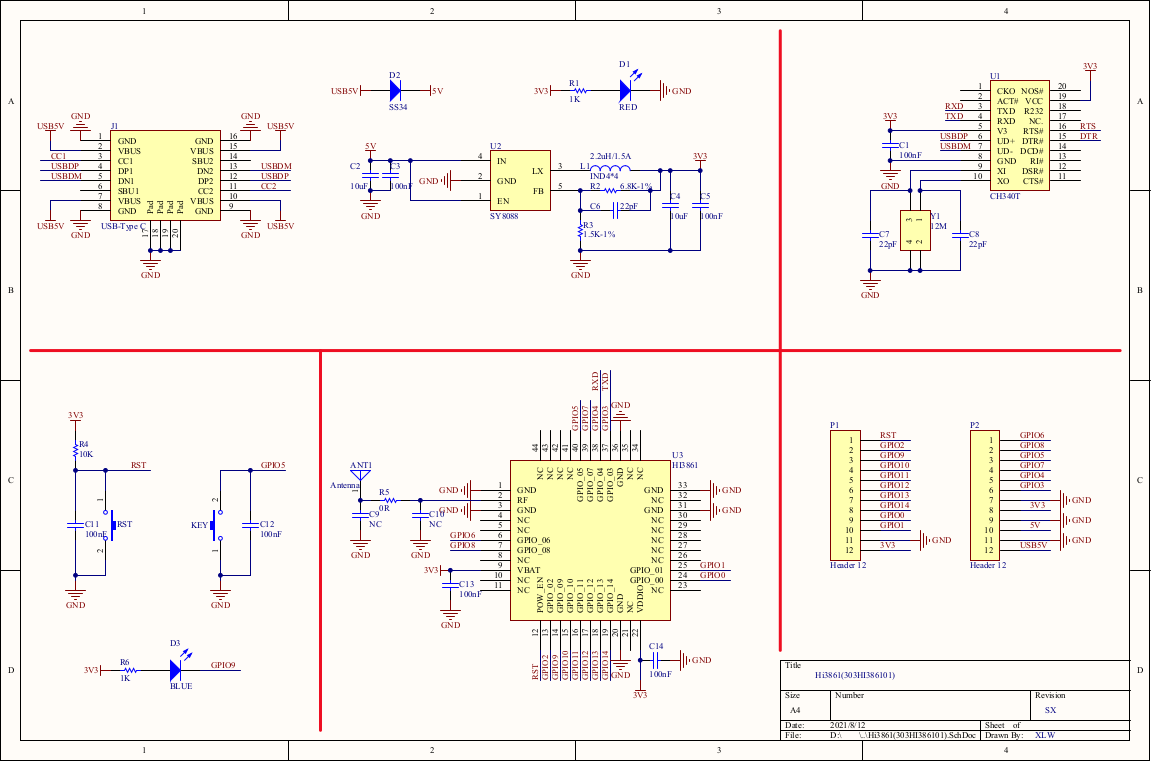 1 2 3 4
A B C D
A B C D
1 2 3 4
D2
USB5V 5V
SS34
D1
3V3 R1 GND
1K RED
GND GND
USB5V J1 USB5V
1 GND GND 16
2 VBUS VBUS 15
CC1 3 CC1 SBU2 14
USBDP 4 DP1 DN2 13 USBDM
USBDM 5 DN1 DP2 12 USBDP
6 SBU1 CC2 11 CC2
7 VBUS VBUS 10
8 GND GND 9
Pad Pad Pad Pad
USB5V USB-Type C USB5V
GND GND
17 18 19 20
GND
5V U2
C2 C3
10uF 100nF
GND
GND
4 IN LX 3
2 GND FB 5
1 EN
SY8088
2.2uH/1.5A
L1
IND4*4
3V3
R2 6.8K-1%
C6 22pF
R3
1.5K-1%
C4 C5
10uF 100nF
GND
3V3
U1
1 CKO NOS# 20
2 ACT# VCC 19
RXD 3 TXD R232 18
TXD 4 RXD NC. 17
3V3 5 V3 RTS# 16 RTS
USBDP 6 UD+ DTR# 15 DTR
USBDM 7 UD- DCD# 14
8 GND RI# 13
9 XI DSR# 12
10 XO CTS# 11
CH340T
C1
100nF
GND
Y1
12M
3 1
4 2
C7 C8
22pF 22pF
GND
3V3
R4
10K
RST
1
C11 RST
100nF
2
GND
GPIO5
2
KEY C12
100nF
1
GND
D3
3V3 R6 GPIO9
1K BLUE
ANT1
Antenna
1
R5
0R
C9 C10
NC NC
GND GND
RXD TXD
GPIO5 GPIO7 GPIO4 GPIO3 GND
44 43 42 41 40 39 38 37 36 35 34
NC NC NC NC GPIO_05 GPIO_07 GPIO_04 GPIO_03 GND NC NC
U3
HI3861
GND 1 GND GND 33 GND
2 RF NC 32
GND 3 GND GND 31 GND
4 NC NC 30
5 NC NC 29
GPIO6 6 GPIO_06 NC 28
GPIO8 7 GPIO_08 NC 27
8 NC NC 26
3V3 9 VBAT GPIO_01 25 GPIO1
10 NC GPIO_00 24 GPIO0
11 NC NC 23
C13
100nF
GND
POW_EN GPIO_02 GPIO_09 GPIO_10 GPIO_11 GPIO_12 GPIO_13 GPIO_14 GND NC VDDIO
12 13 14 15 16 17 18 19 20 21 22
RST GPIO2 GPIO9 GPIO10 GPIO11 GPIO12 GPIO13 GPIO14 GND
C14
GND
100nF
3V3
P1
1 RST
2 GPIO2
3 GPIO9
4 GPIO10
5 GPIO11
6 GPIO12
7 GPIO13
8 GPIO14
9 GPIO0
10 GPIO1
11 GND
12 3V3
Header 12
P2
1 GPIO6
2 GPIO8
3 GPIO5
4 GPIO7
5 GPIO4
6 GPIO3
7 GND
8 3V3
9 GND
10 5V
11 GND
12 USB5V
Header 12
Title
Hi3861(303HI386101)
Size Number Revision
A4 SX
Date: 2021/8/12 Sheet of
File: D:\ \..\Hi3861(303HI386101).SchDoc Drawn By: XLW